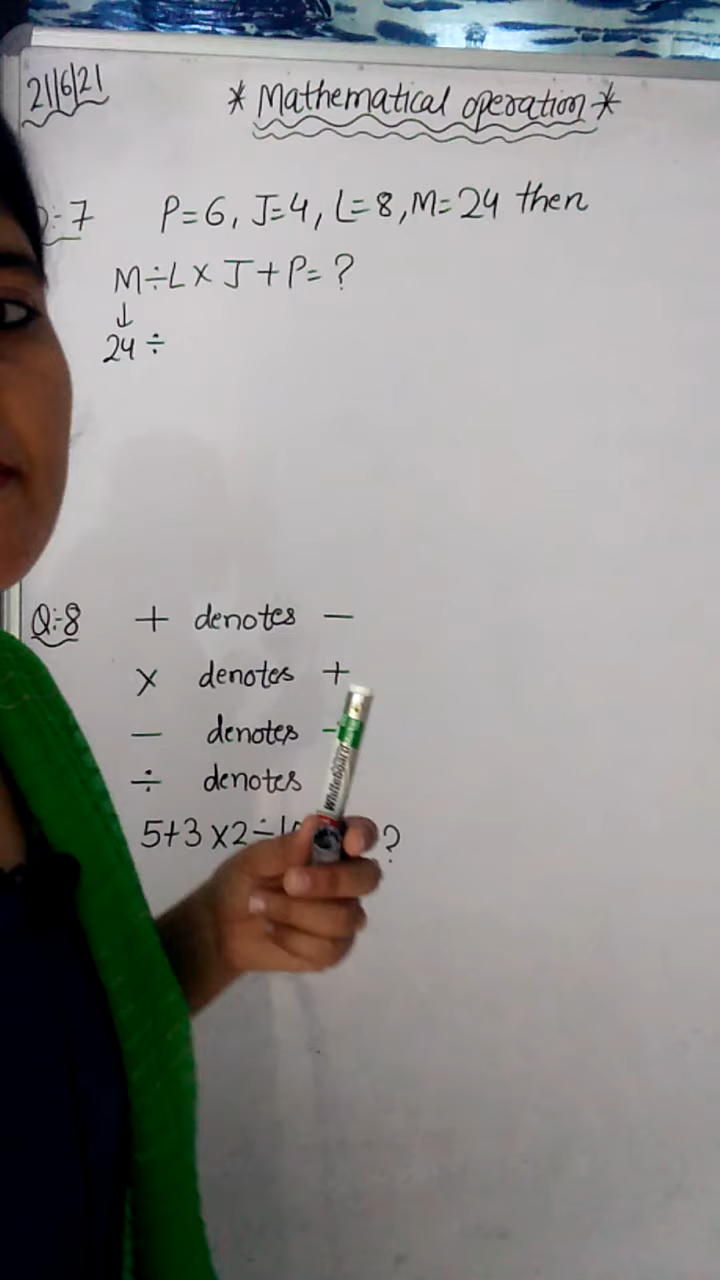 21/6/21
* Mathematical operation *
:-7 P=6, J=4, L=8, M=24 then
M÷L×J+P=?
↓
24 ÷
Q:-8 + denotes −
× denotes +
− denotes
÷ denotes
5+3×2÷1 ?
Whiteboard